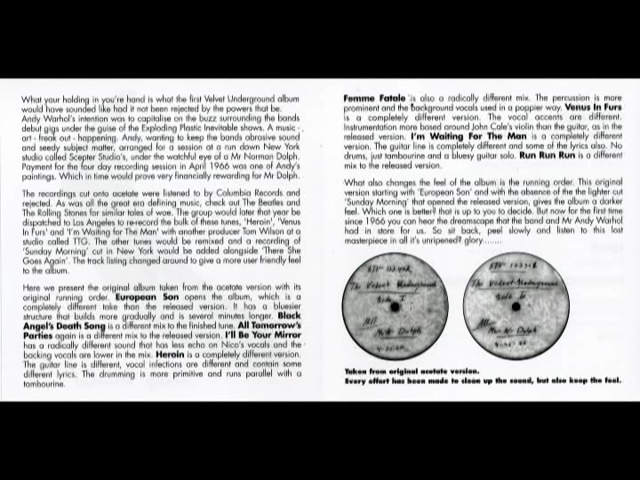 What your holding in you're hand is what the first Velvet Underground album
would have sounded like had it not been rejected by the powers that be.
Andy Warhol's intention was to capitalise on the buzz surrounding the bands
debut gigs under the guise of the Exploding Plastic Inevitable shows. A music -
art - freak out - happening. Andy, wanting to keep the bands abrasive sound
and seedy subject matter, arranged for a session at a run down New York
studio called Scepter Studio's, under the watchful eye of a Mr Norman Dolph.
Payment for the four day recording session in April 1966 was one of Andy's
paintings. Which in time would prove very financially rewarding for Mr Dolph.
The recordings cut onto acetate were listened to by Columbia Records and
rejected. As was all the great era defining music, check out The Beatles and
The Rolling Stones for similar tales of woe. The group would later that year be
dispatched to Los Angeles to re-record the bulk of these tunes, 'Heroin', 'Venus
In Furs' and 'I'm Waiting For The Man' with another producer Tom Wilson at a
studio called TTG. The other tunes would be remixed and a recording of
'Sunday Morning' cut in New York would be added alongside 'There She
Goes Again'. The track listing changed around to give a more user friendly feel
to the album.
Here we present the original album taken from the acetate version with its
original running order. European Son opens the album, which is a
completely different take than the released version. It has a bluesier
structure that builds more gradually and is several minutes longer. Black
Angel's Death Song is a different mix to the finished tune. All Tomorrow's
Parties again is a different mix to the released version. I'll Be Your Mirror
has a radically different sound that has less echo on Nico's vocals and the
backing vocals are lower in the mix. Heroin is a completely different version.
The guitar line is different, vocal infections are different and contain some
different lyrics. The drumming is more primitive and runs parallel with a
tambourine.
Femme Fatale is also a radically different mix. The percussion is more
prominent and the background vocals used in a poppier way. Venus In Furs
is a completely different version. The vocal accents are different.
Instrumentation more based around John Cale's violin than the guitar, as in the
released version. I'm Waiting For The Man is a completely different
version. The guitar line is completely different and some of the lyrics also. No
drums, just tambourine and a bluesy guitar solo. Run Run Run is a different
mix to the released version.
What also changes the feel of the album is the running order. This original
version starting with 'European Son' and with the absence of the the lighter cut
'Sunday Morning' that opened the released version, gives the album a darker
feel. Which one is better? that is up to you to decide. But now for the first time
since 1966 you can hear the dreamscape that the band and Mr Andy Warhol
had in store for us. So sit back, peel slowly and listen to this lost
masterpiece in all it's unripened? glory.......
The Velvet Underground
Side I
Mr N. Dolph
The Velvet Underground
Side
Mr N. Dolph
Taken from original acetate version.
Every effort has been made to clean up the sound, but also keep the feel.